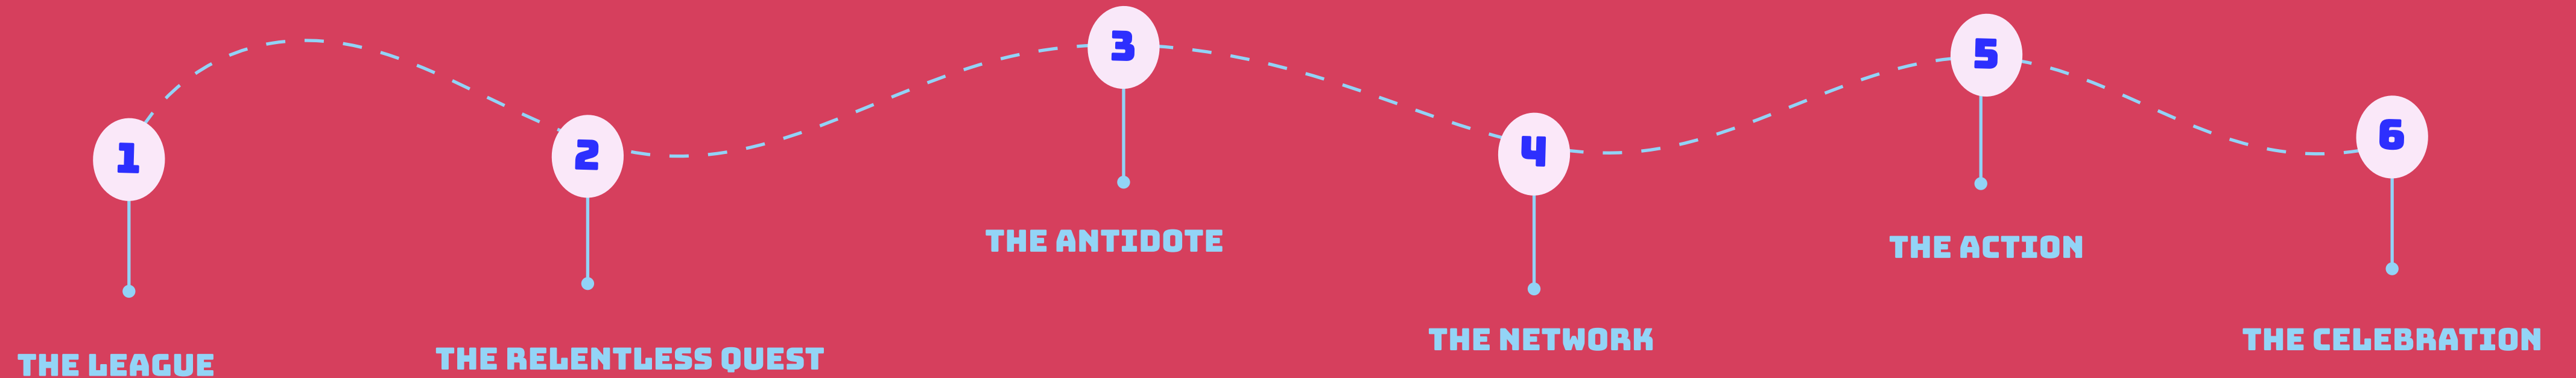 1
THE LEAGUE
2
THE RELENTLESS QUEST
3
THE ANTIDOTE
4
THE NETWORK
5
THE ACTION
6
THE CELEBRATION